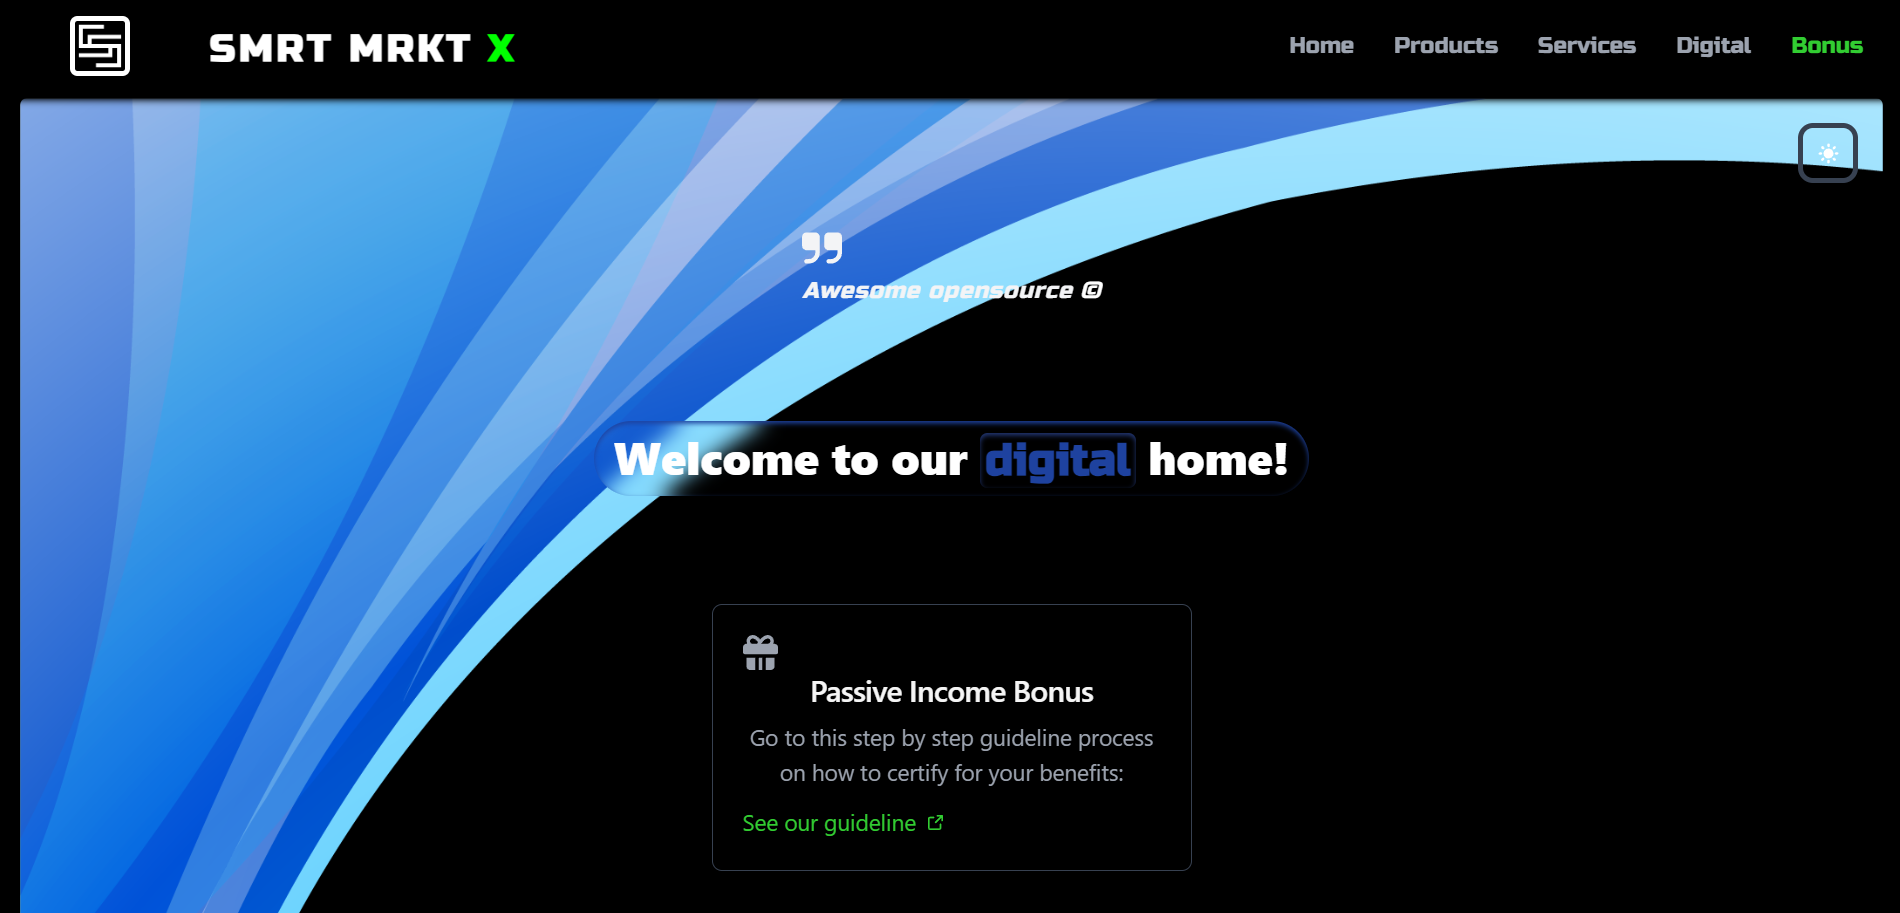 SMRT MRKT X
Home Products Services Digital Bonus
Awesome opensource ©
Welcome to our digital home!
Passive Income Bonus
Go to this step by step guideline process
on how to certify for your benefits:
See our guideline